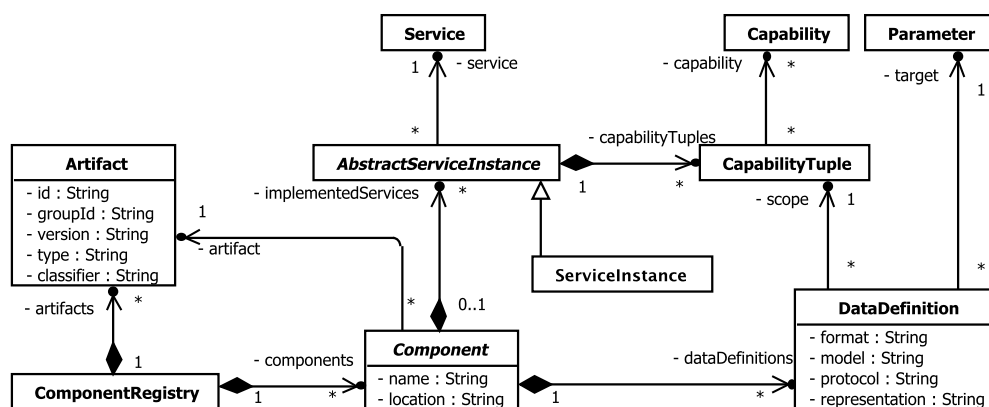 Service
Capability
Parameter
1
- service
- capability
*
- target
1
*
*
- capabilityTuples
Artifact
AbstractServiceInstance
CapabilityTuple
- id : String
- groupId : String
- version : String
- type : String
- classifier : String
- implementedServices
*
1
*
- scope
1
1
- artifact
ServiceInstance
*
*
- artifacts
*
*
0..1
DataDefinition
- format : String
- model : String
- protocol : String
- representation : String
1
- components
Component
- name : String
- location : String
- dataDefinitions
ComponentRegistry
1
*
1
*